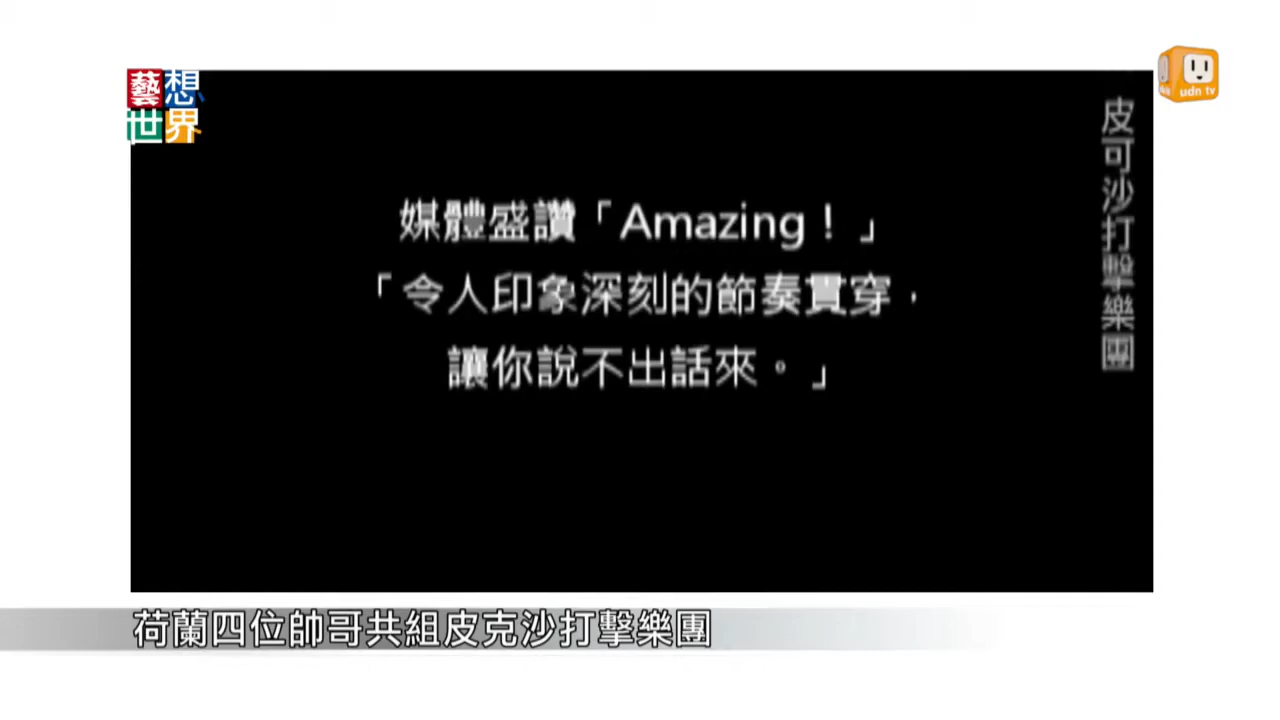 藝想
世界
udn tv
皮可沙打擊樂團
媒體盛讚「Amazing！」
「令人印象深刻的節奏貫穿，
讓你說不出話來。」
荷蘭四位帥哥共組皮克沙打擊樂團